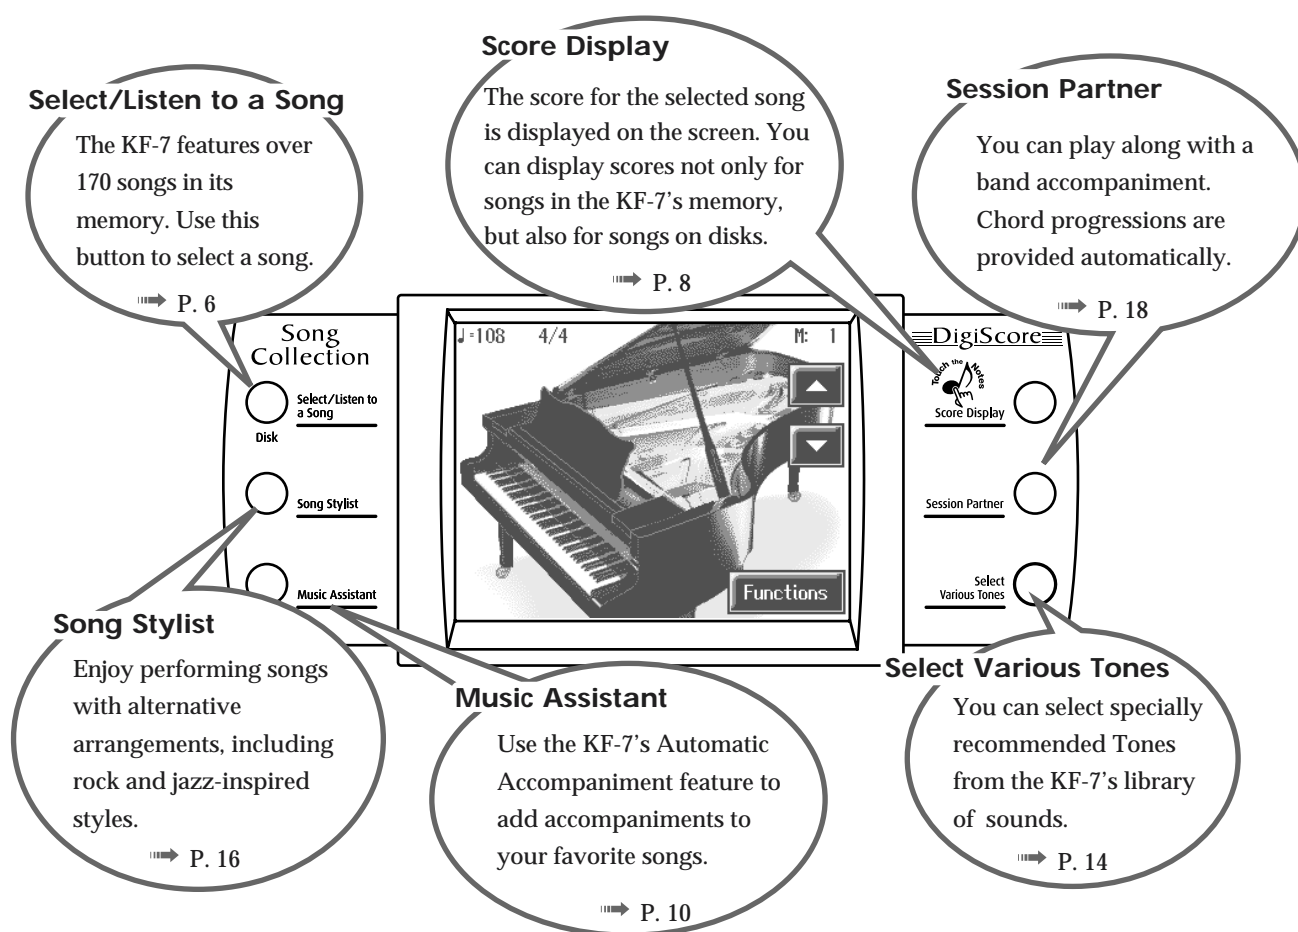 Score Display
The score for the selected song
is displayed on the screen. You
can display scores not only for
songs in the KF-7's memory,
but also for songs on disks.
P. 8
Select/Listen to a Song
The KF-7 features over
170 songs in its
memory. Use this
button to select a song.
P. 6
Session Partner
You can play along with a
band accompaniment.
Chord progressions are
provided automatically.
P. 18
Song
Collection
Select/Listen to
a Song
Disk
Song Stylist
Music Assistant
♩=108 4/4 M: 1
Functions
DigiScore
Touch the Notes
Score Display
Session Partner
Select
Various Tones
Song Stylist
Enjoy performing songs
with alternative
arrangements, including
rock and jazz-inspired
styles.
P. 16
Music Assistant
Use the KF-7's Automatic
Accompaniment feature to
add accompaniments to
your favorite songs.
P. 10
Select Various Tones
You can select specially
recommended Tones
from the KF-7's library
of sounds.
P. 14